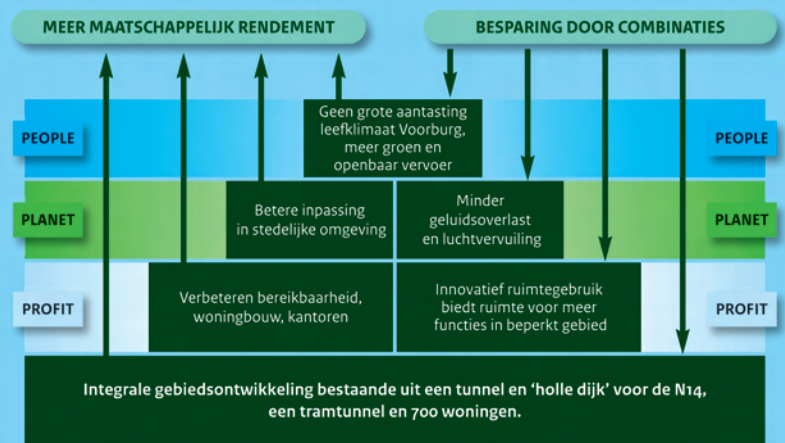 MEER MAATSCHAPPELIJK RENDEMENT
BESPARING DOOR COMBINATIES
PEOPLE
Geen grote aantasting
leefklimaat Voorburg,
meer groen en
openbaar vervoer
PEOPLE
PLANET
Betere inpassing
in stedelijke omgeving
Minder
geluidsoverlast
en luchtvervuiling
PLANET
PROFIT
Verbeteren bereikbaarheid,
woningbouw, kantoren
Innovatief ruimtegebruik
biedt ruimte voor meer
functies in beperkt gebied
PROFIT
Integrale gebiedsontwikkeling bestaande uit een tunnel en ‘holle dijk’ voor de N14,
een tramtunnel en 700 woningen.